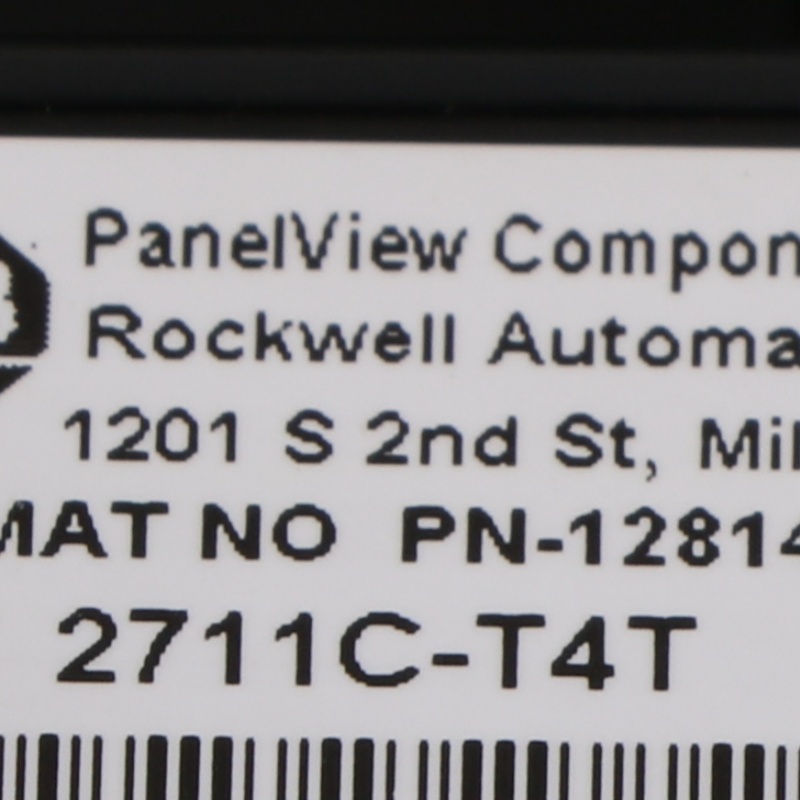 PanelView Compon
Rockwell Automa
1201 S 2nd St, Mil
MAT NO PN-12814
2711C-T4T